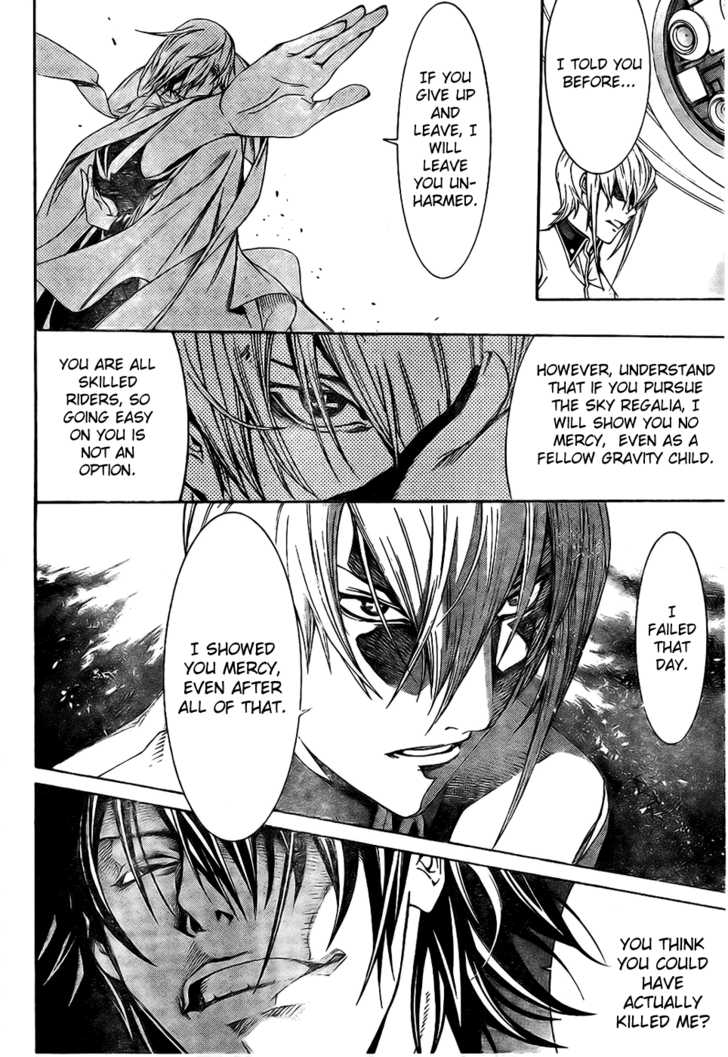 I TOLD YOU
BEFORE...
IF YOU
GIVE UP
AND
LEAVE, I
WILL
LEAVE
YOU UN-
HARMED.
HOWEVER, UNDERSTAND
THAT IF YOU PURSUE
THE SKY REGALIA, I
WILL SHOW YOU NO
MERCY, EVEN AS A
FELLOW GRAVITY CHILD.
YOU ARE ALL
SKILLED
RIDERS, SO
GOING EASY
ON YOU IS
NOT AN
OPTION.
I
FAILED
THAT
DAY.
I SHOWED
YOU MERCY,
EVEN AFTER
ALL OF THAT.
YOU THINK
YOU COULD
HAVE
ACTUALLY
KILLED ME?